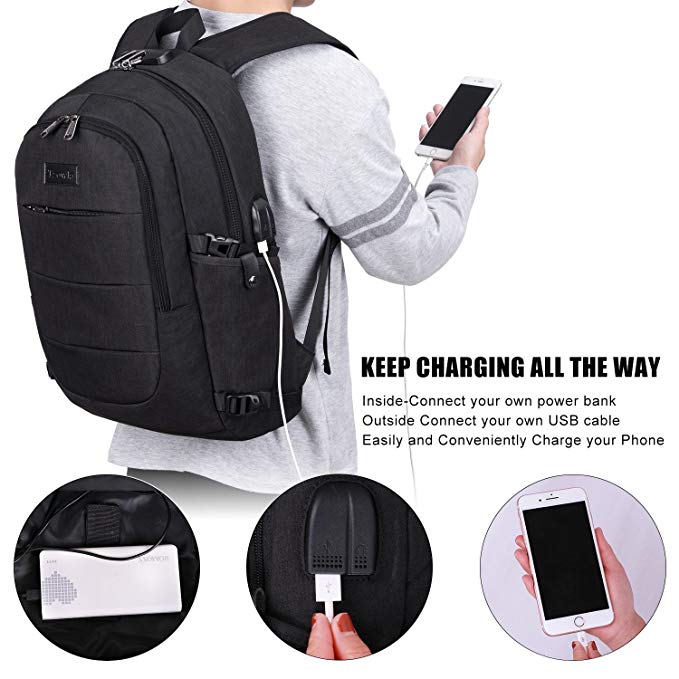 KEEP CHARGING ALL THE WAY
Inside-Connect your own power bank
Outside Connect your own USB cable
Easily and Conveniently Charge your Phone
ROMOSS